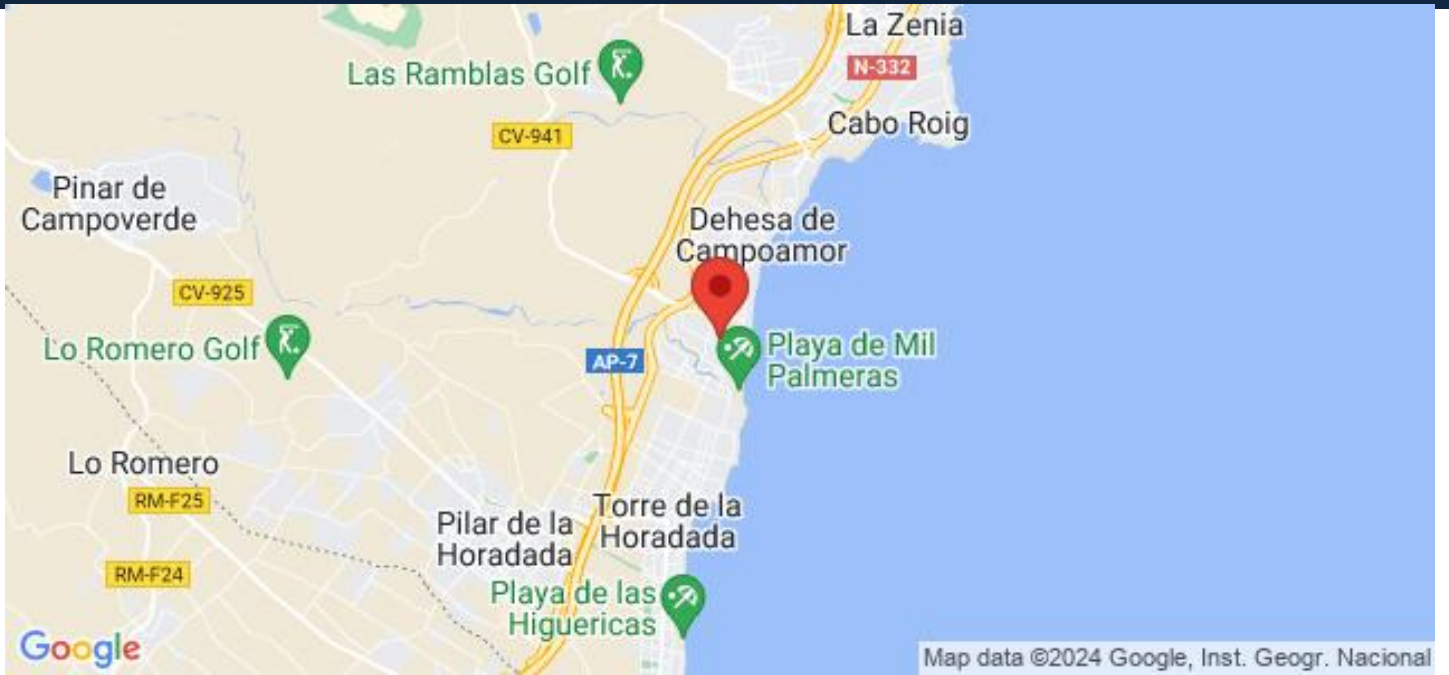 La Zenia
N-332
Las Ramblas Golf
CV-941
Cabo Roig
Pinar de
Campoverde
Dehesa de
Campoamor
CV-925
Lo Romero Golf
AP-7
Playa de Mil
Palmeras
Lo Romero
RM-F25
Pilar de la
Horadada
Torre de la
Horadada
RM-F24
Playa de las
Higuericas
Google
Map data ©2024 Google, Inst. Geogr. Nacional